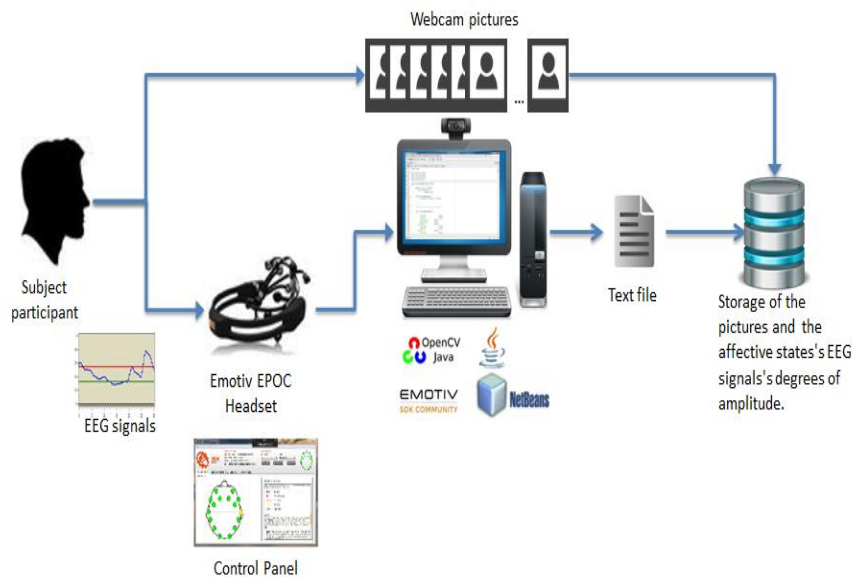 Webcam pictures
...
Subject
participant
EEG signals
Emotiv EPOC
Headset
Control Panel
OpenCV
Java
Java
EMOTIV
SDK COMMUNITY
NetBeans
Text file
Storage of the
pictures and the
affective states's EEG
signals's degrees of
amplitude.